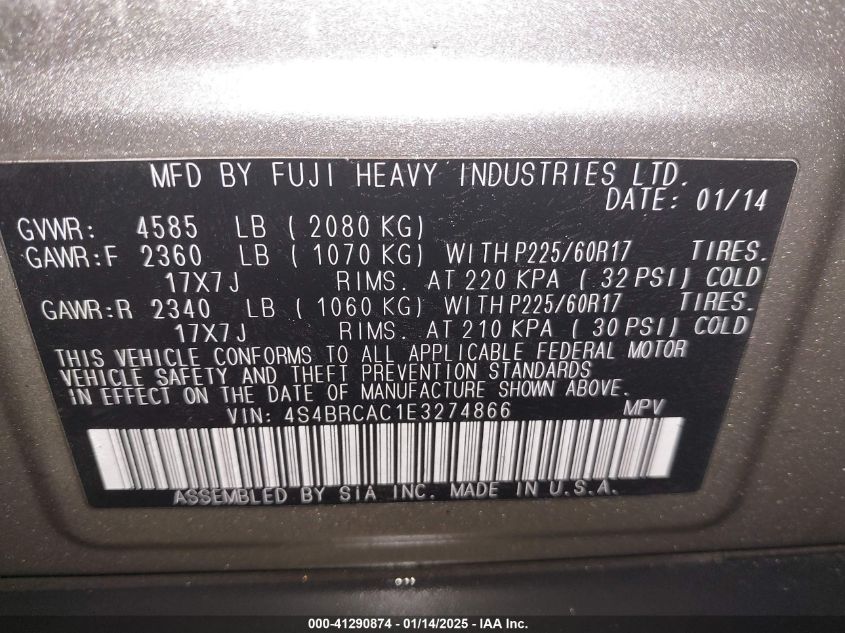 MFD BY FUJI HEAVY INDUSTRIES LTD.
DATE: 01/14
GVWR: 4585 LB ( 2080 KG)
GAWR:F 2360 LB ( 1070 KG) WITH P225/60R17 TIRES.
17X7J RIMS. AT 220 KPA ( 32 PSI) COLD
GAWR:R 2340 LB ( 1060 KG) WITH P225/60R17 TIRES.
17X7J RIMS. AT 210 KPA ( 30 PSI) COLD
THIS VEHICLE CONFORMS TO ALL APPLICABLE FEDERAL MOTOR
VEHICLE SAFETY AND THEFT PREVENTION STANDARDS
IN EFFECT ON THE DATE OF MANUFACTURE SHOWN ABOVE.
VIN: 4S4BRCAC1E3274866 MPV
ASSEMBLED BY SIA INC. MADE IN U.S.A.
000-41290874 - 01/14/2025 - IAA Inc.